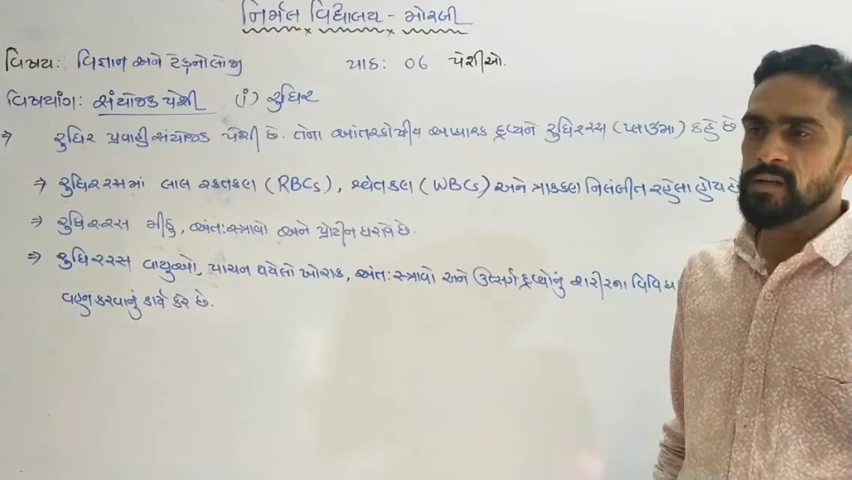 નિર્મલ વિદ્યાલય - મોરબી
વિષય: વિજ્ઞાન અને ટેક્નોલોજી પાઠ: 06 પેશીઓ.
વિષયાંગ: સંયોજક પેશી (i) રુધિર
⇒ રુધિર પ્રવાહી સંયોજક પેશી છે. તેના આંતરકોષીય આધારક દ્રવ્યને રુધિરરસ (પ્લાઝમા) કહે છે
⇒ રુધિરરસમાં લાલ રક્તકણ (RBCs), શ્વેતકણ (WBCs) અને ત્રાકકણ નિલંબીત રહેલા હોય છે
⇒ રુધિરરસ મીઠું, અંત:સ્ત્રાવો અને પ્રોટીન ધરાવે છે.
⇒ રુધિરરસ વાયુઓ, પાચન થયેલો ખોરાક, અંત:સ્ત્રાવો અને ઉત્સર્ગ દ્રવ્યોનું શરીરના વિવિધ
વહન કરવાનું કાર્ય કરે છે.